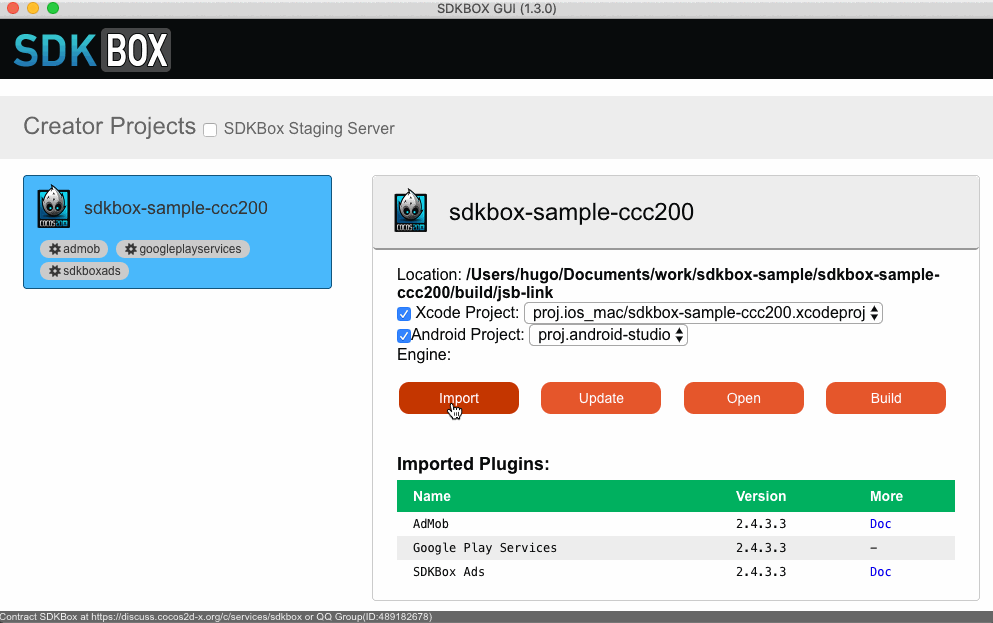 SDKBOX GUI (1.3.0)
SDKBOX
Creator Projects SDKBox Staging Server
sdkbox-sample-ccc200
admob googleplayservices
sdkboxads
sdkbox-sample-ccc200
Location: /Users/hugo/Documents/work/sdkbox-sample/sdkbox-sample-
ccc200/build/jsb-link
Xcode Project: proj.ios_mac/sdkbox-sample-ccc200.xcodeproj
Android Project: proj.android-studio
Engine:
Import Update Open Build
Imported Plugins:
Name Version More
AdMob 2.4.3.3 Doc
Google Play Services 2.4.3.3 –
SDKBox Ads 2.4.3.3 Doc
Contract SDKBox at https://discuss.cocos2d-x.org/c/services/sdkbox or QQ Group(ID:489182678)